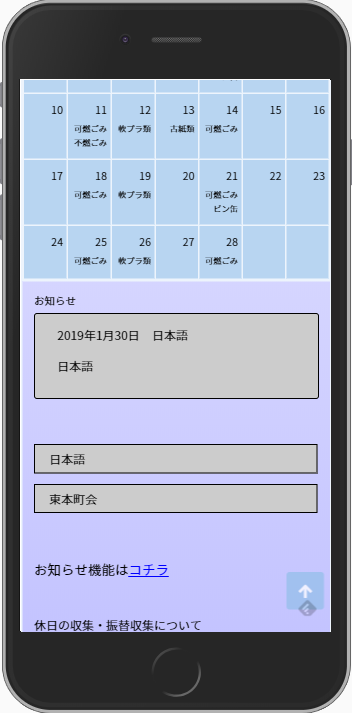 10 11 12 13 14 15 16
可燃ごみ 軟プラ類 古紙類 可燃ごみ
不燃ごみ
17 18 19 20 21 22 23
可燃ごみ 軟プラ類 可燃ごみ
ビン缶
24 25 26 27 28
可燃ごみ 軟プラ類 可燃ごみ
お知らせ
2019年1月30日 日本語
日本語
日本語
東本町会
お知らせ機能はコチラ
休日の収集・振替収集について